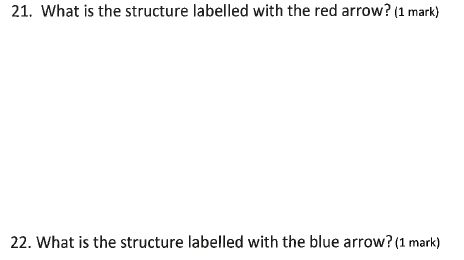 21. What is the structure labelled with the red arrow? (1 mark)
22. What is the structure labelled with the blue arrow? (1 mark)